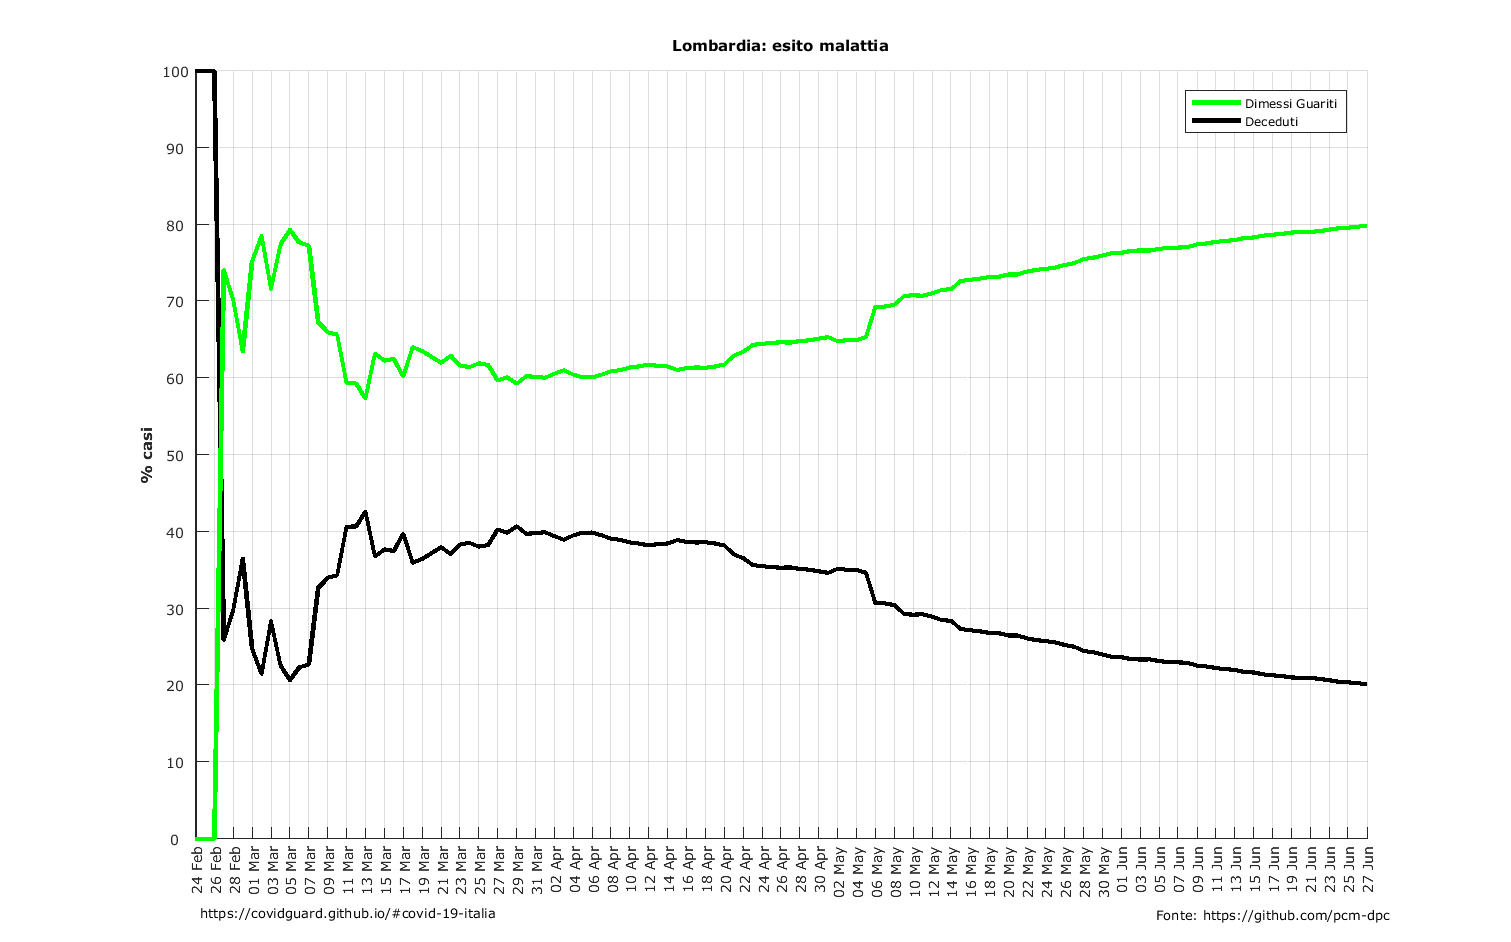 Lombardia: esito malattia
Dimessi Guariti
Deceduti
% casi
100
90
80
70
60
50
40
30
20
10
0
24 Feb
26 Feb
28 Feb
01 Mar
03 Mar
05 Mar
07 Mar
09 Mar
11 Mar
13 Mar
15 Mar
17 Mar
19 Mar
21 Mar
23 Mar
25 Mar
27 Mar
29 Mar
31 Mar
02 Apr
04 Apr
06 Apr
08 Apr
10 Apr
12 Apr
14 Apr
16 Apr
18 Apr
20 Apr
22 Apr
24 Apr
26 Apr
28 Apr
30 Apr
02 May
04 May
06 May
08 May
10 May
12 May
14 May
16 May
18 May
20 May
22 May
24 May
26 May
28 May
30 May
01 Jun
03 Jun
05 Jun
07 Jun
09 Jun
11 Jun
13 Jun
15 Jun
17 Jun
19 Jun
21 Jun
23 Jun
25 Jun
27 Jun
https://covidguard.github.io/#covid-19-italia
Fonte: https://github.com/pcm-dpc